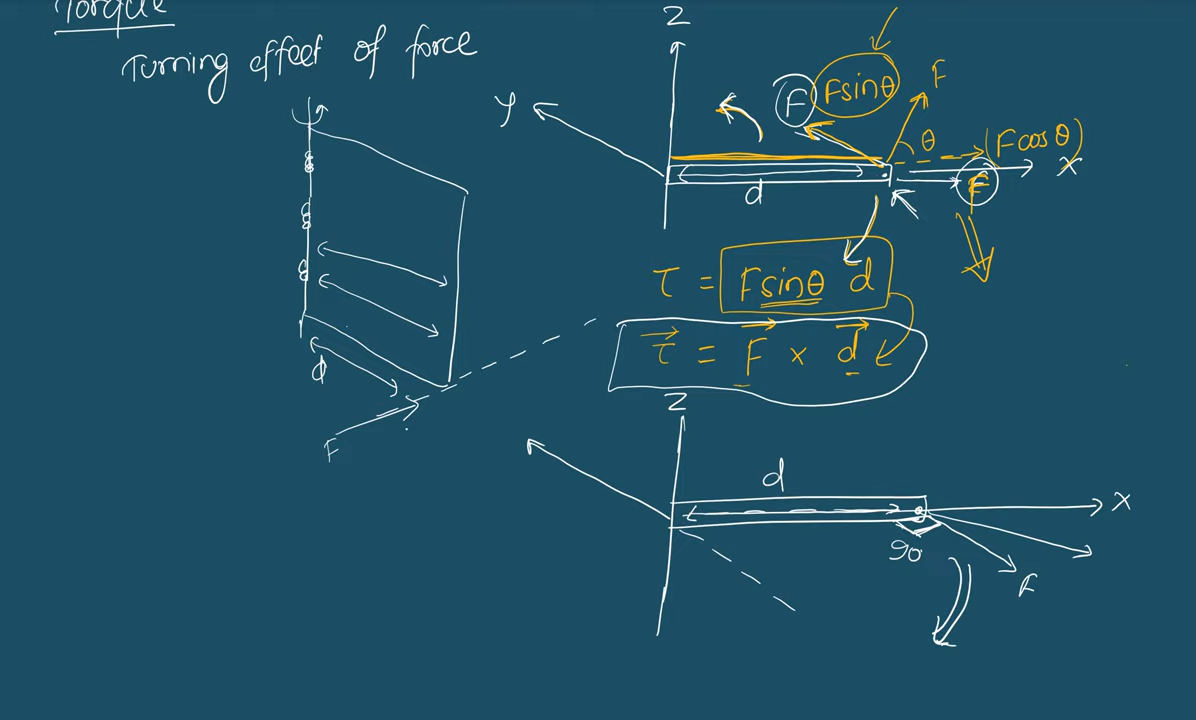 Torque
Turning effect of force
Z
Y
F
Fsinθ
F
θ
(Fcosθ)
X
F
d
τ = Fsinθ d
τ⃗ = F⃗ × d⃗
d
F
Z
d
X
90
F